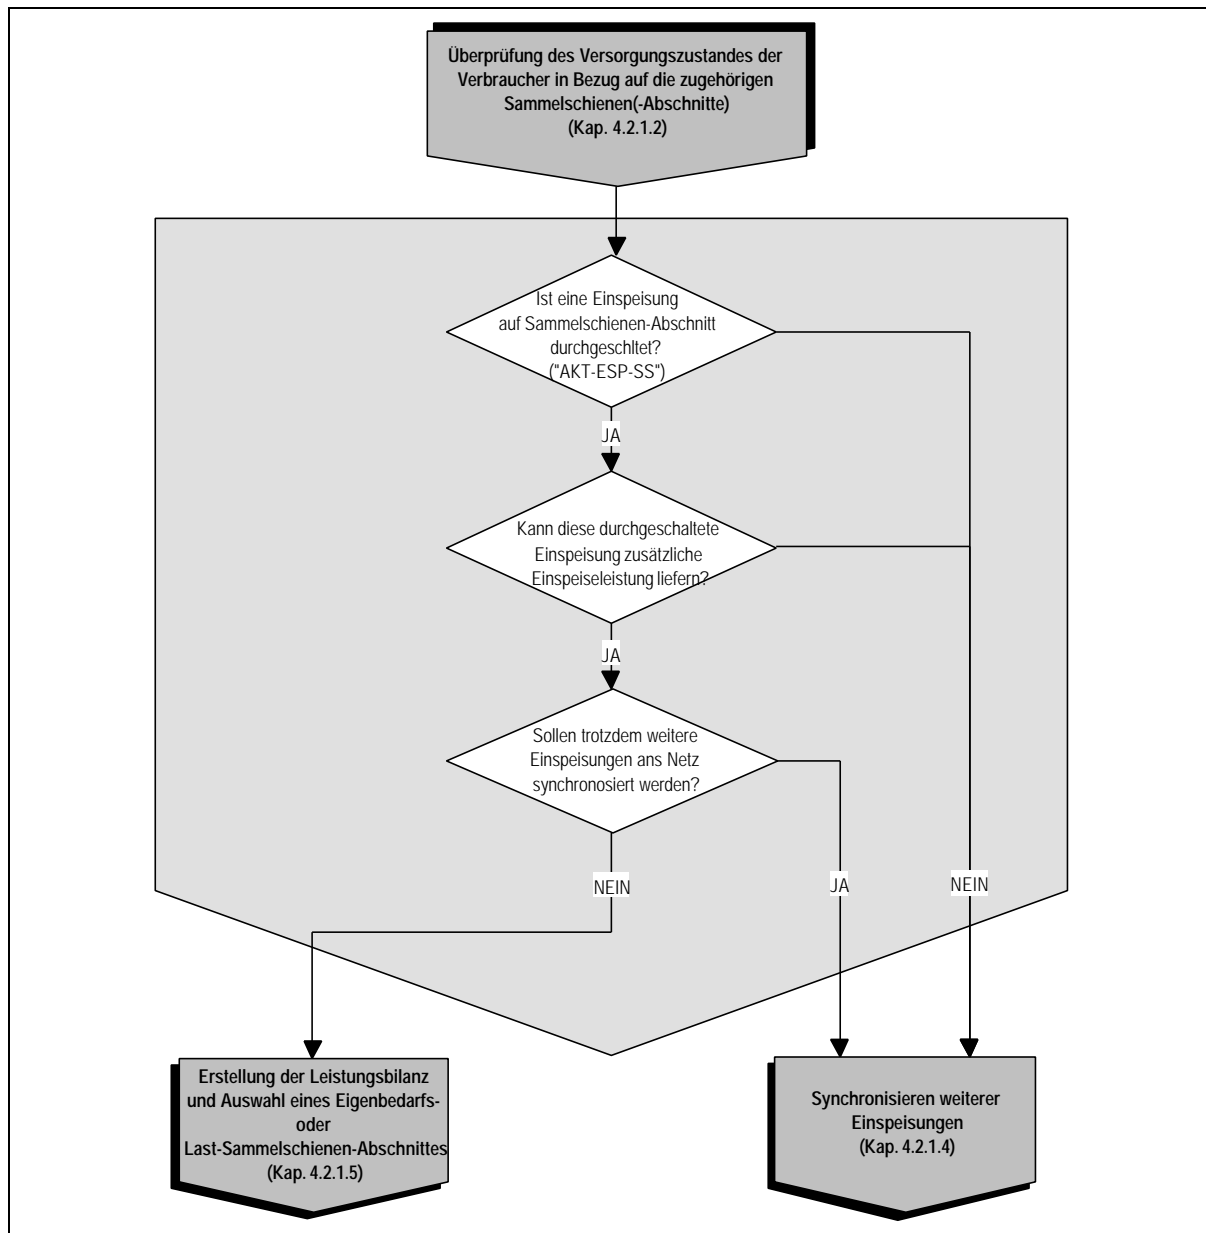 Überprüfung des Versorgungszustandes der
Verbraucher in Bezug auf die zugehörigen
Sammelschienen(-Abschnitte)
(Kap. 4.2.1.2)
Ist eine Einspeisung
auf Sammelschienen-Abschnitt
durchgeschltet?
("AKT-ESP-SS")
JA
Kann diese durchgeschaltete
Einspeisung zusätzliche
Einspeiseleistung liefern?
JA
Sollen trotzdem weitere
Einspeisungen ans Netz
synchronosiert werden?
NEIN
JA
NEIN
Erstellung der Leistungsbilanz
und Auswahl eines Eigenbedarfs-
oder
Last-Sammelschienen-Abschnittes
(Kap. 4.2.1.5)
Synchronisieren weiterer
Einspeisungen
(Kap. 4.2.1.4)